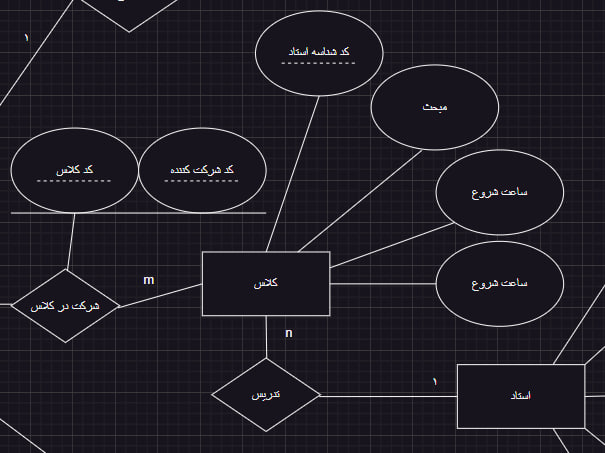 ۱
کد شناسه استاد
مبحث
کد کلاس
کد شرکت کننده
ساعت شروع
ساعت شروع
کلاس
m
شرکت در کلاس
n
تدریس
۱
استاد